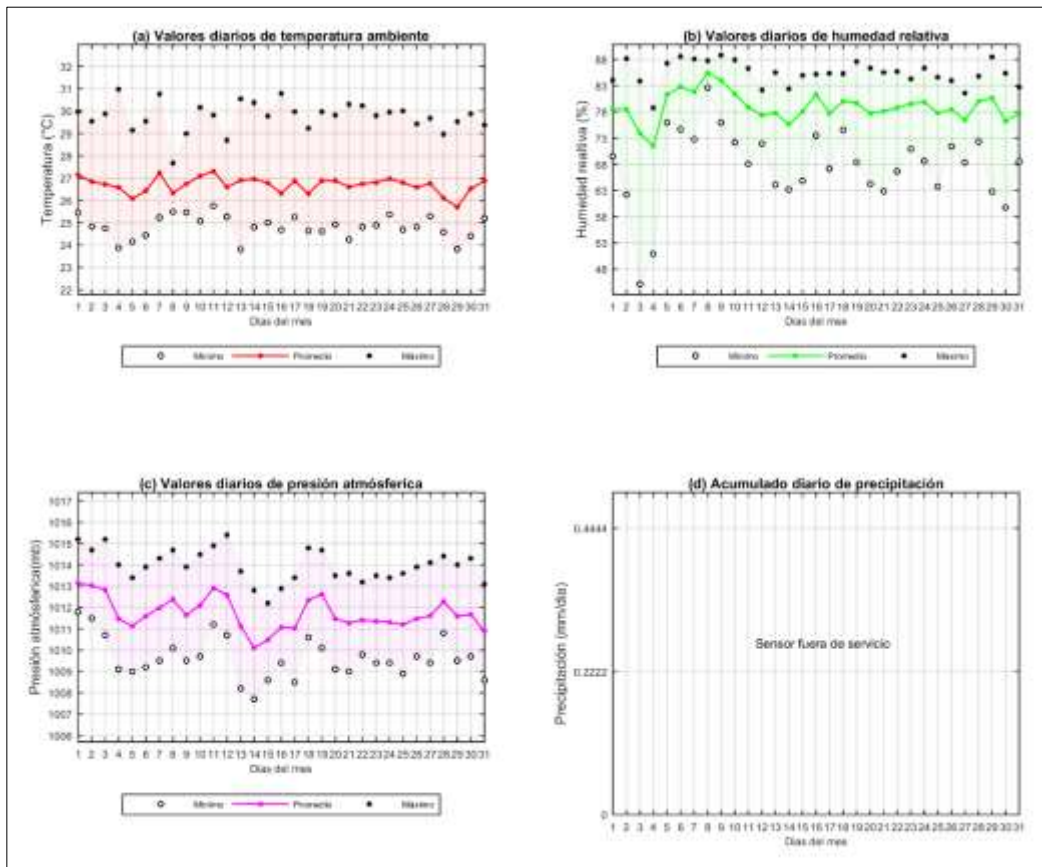 (a) Valores diarios de temperatura ambiente
Temperatura (°C)
32
31
30
29
28
27
26
25
24
23
22
1 2 3 4 5 6 7 8 9 10 11 12 13 14 15 16 17 18 19 20 21 22 23 24 25 26 27 28 29 30 31
Días del mes
Mínimo Promedio Máximo
(b) Valores diarios de humedad relativa
Humedad realtiva (%)
88
83
78
73
68
63
58
53
48
1 2 3 4 5 6 7 8 9 10 11 12 13 14 15 16 17 18 19 20 21 22 23 24 25 26 27 28 29 30 31
Días del mes
Mínimo Promedio Máximo
(c) Valores diarios de presión atmósferica
Presión atmósferica(mb)
1017
1016
1015
1014
1013
1012
1011
1010
1009
1008
1007
1006
1 2 3 4 5 6 7 8 9 10 11 12 13 14 15 16 17 18 19 20 21 22 23 24 25 26 27 28 29 30 31
Días del mes
Mínimo Promedio Máximo
(d) Acumulado diario de precipitación
Precipitación (mm/día)
0.4444
0.2222
0
Sensor fuera de servicio
1 2 3 4 5 6 7 8 9 10 11 12 13 14 15 16 17 18 19 20 21 22 23 24 25 26 27 28 29 30 31
Días del mes